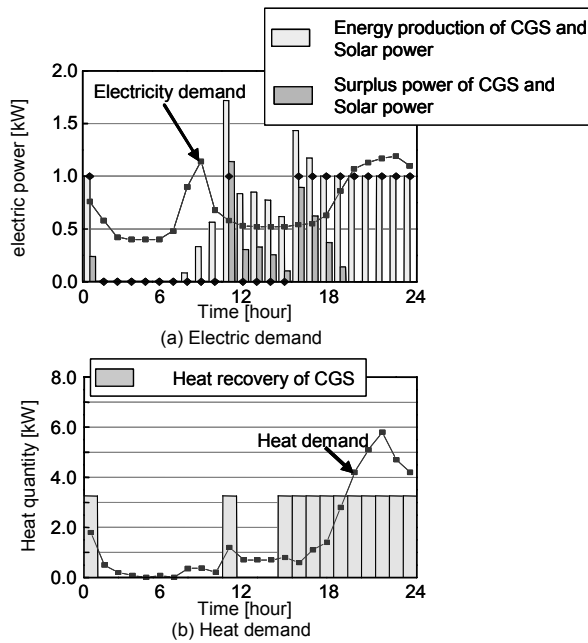 Energy production of CGS and
Solar power
Surplus power of CGS and
Solar power
2.0
1.5
1.0
0.5
0.0
electric power [kW]
Electricity demand
0
6
12
18
24
Time [hour]
(a) Electric demand
Heat recovery of CGS
8.0
6.0
4.0
2.0
0.0
Heat quantity [kW]
Heat demand
0
6
12
18
24
Time [hour]
(b) Heat demand